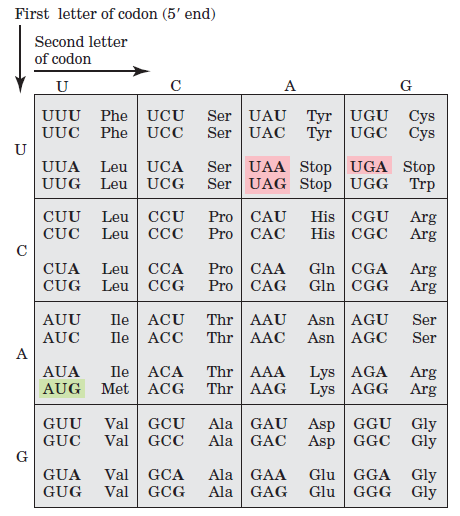 First letter of codon (5′ end)
Second letter
of codon
U C A G
UUU Phe UCU Ser UAU Tyr UGU Cys
UUC Phe UCC Ser UAC Tyr UGC Cys
U
UUA Leu UCA Ser UAA Stop UGA Stop
UUG Leu UCG Ser UAG Stop UGG Trp
CUU Leu CCU Pro CAU His CGU Arg
CUC Leu CCC Pro CAC His CGC Arg
C
CUA Leu CCA Pro CAA Gln CGA Arg
CUG Leu CCG Pro CAG Gln CGG Arg
AUU Ile ACU Thr AAU Asn AGU Ser
AUC Ile ACC Thr AAC Asn AGC Ser
A
AUA Ile ACA Thr AAA Lys AGA Arg
AUG Met ACG Thr AAG Lys AGG Arg
GUU Val GCU Ala GAU Asp GGU Gly
GUC Val GCC Ala GAC Asp GGC Gly
G
GUA Val GCA Ala GAA Glu GGA Gly
GUG Val GCG Ala GAG Glu GGG Gly